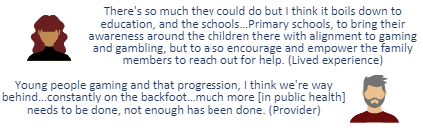 There's so much they could do but I think it boils down to
education, and the schools...Primary schools, to bring their
awareness around the children there with alignment to gaming
and gambling, but to a so encourage and empower the family
members to reach out for help. (Lived experience)
Young people gaming and that progression, I think we're way
behind...constantly on the backfoot...much more [in public health]
needs to be done, not enough has been done. (Provider)